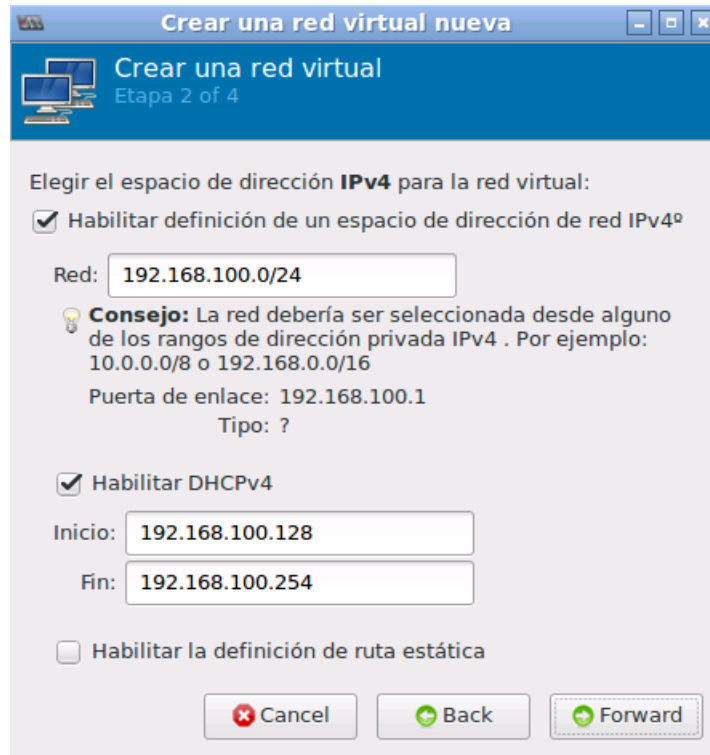 Crear una red virtual nueva
Crear una red virtual
Etapa 2 of 4
Elegir el espacio de dirección IPv4 para la red virtual:
Habilitar definición de un espacio de dirección de red IPv4º
Red: 192.168.100.0/24
Consejo: La red debería ser seleccionada desde alguno
de los rangos de dirección privada IPv4 . Por ejemplo:
10.0.0.0/8 o 192.168.0.0/16
Puerta de enlace: 192.168.100.1
Tipo: ?
Habilitar DHCPv4
Inicio: 192.168.100.128
Fin: 192.168.100.254
Habilitar la definición de ruta estática
Cancel Back Forward